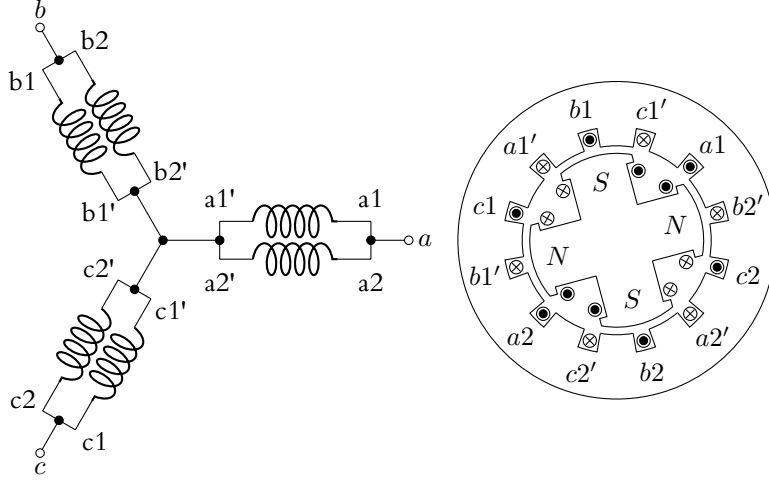 b
b2
b1
b2'
b1'
a1'
a1
a
a2'
a2
c2'
c1'
c2
c1
c
b1
c1′
a1′
a1
S
c1
b2′
N
N
b1′
c2
S
a2
a2′
c2′
b2